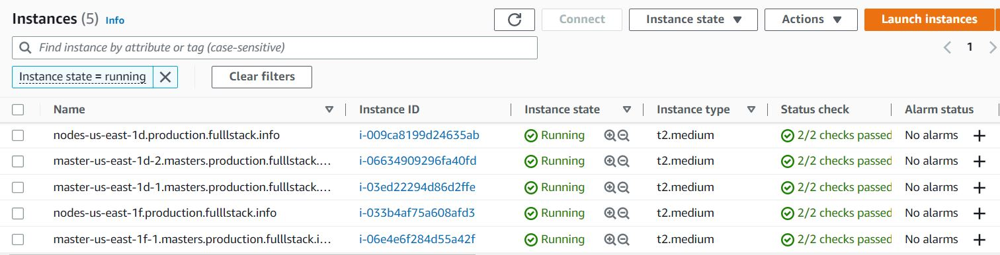 Instances (5) Info Connect Instance state Actions Launch instances
Find instance by attribute or tag (case-sensitive) 1
Instance state = running Clear filters
Name Instance ID Instance state Instance type Status check Alarm status
nodes-us-east-1d.production.fulllstack.info i-009ca8199d24635ab Running t2.medium 2/2 checks passed No alarms +
master-us-east-1d-2.masters.production.fulllstack.... i-06634909296fa40fd Running t2.medium 2/2 checks passed No alarms +
master-us-east-1d-1.masters.production.fulllstack.... i-03ed22294d86d2ffe Running t2.medium 2/2 checks passed No alarms +
nodes-us-east-1f.production.fulllstack.info i-033b4af75a608afd3 Running t2.medium 2/2 checks passed No alarms +
master-us-east-1f-1.masters.production.fulllstack.i... i-06e4e6f284d55a42f Running t2.medium 2/2 checks passed No alarms +